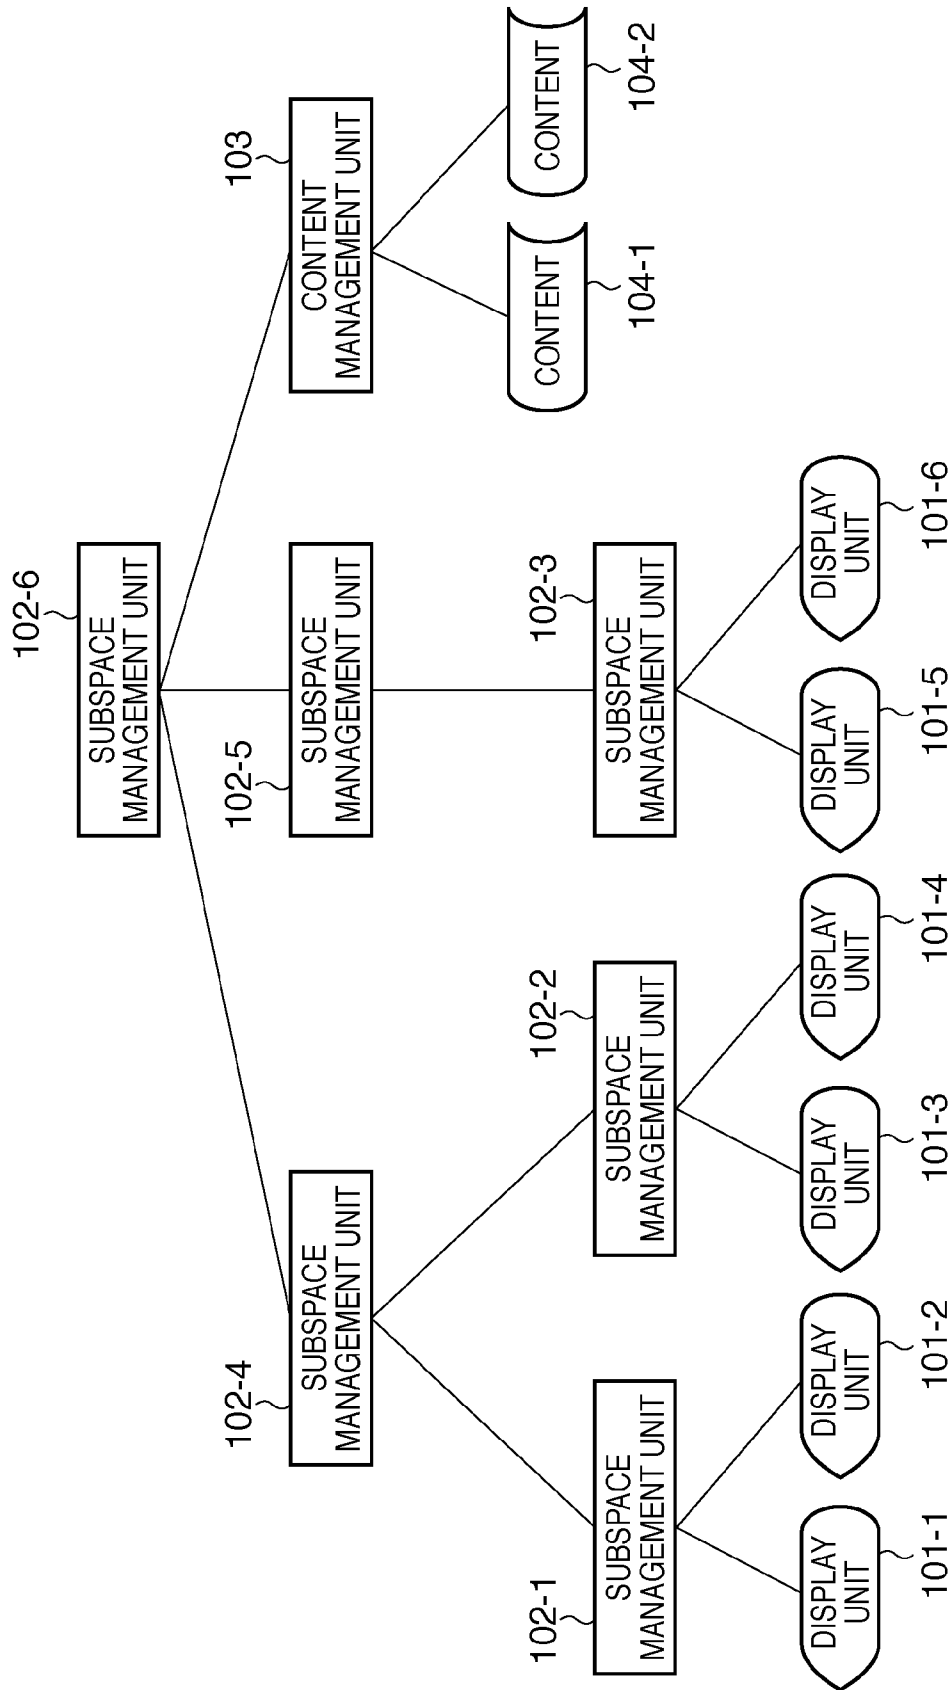 102-6
SUBSPACE
MANAGEMENT UNIT
102-4
SUBSPACE
MANAGEMENT UNIT
102-5
SUBSPACE
MANAGEMENT UNIT
103
CONTENT
MANAGEMENT UNIT
102-1
SUBSPACE
MANAGEMENT UNIT
102-2
SUBSPACE
MANAGEMENT UNIT
102-3
SUBSPACE
MANAGEMENT UNIT
CONTENT
104-1
CONTENT
104-2
DISPLAY
UNIT
101-1
DISPLAY
UNIT
101-2
DISPLAY
UNIT
101-3
DISPLAY
UNIT
101-4
DISPLAY
UNIT
101-5
DISPLAY
UNIT
101-6